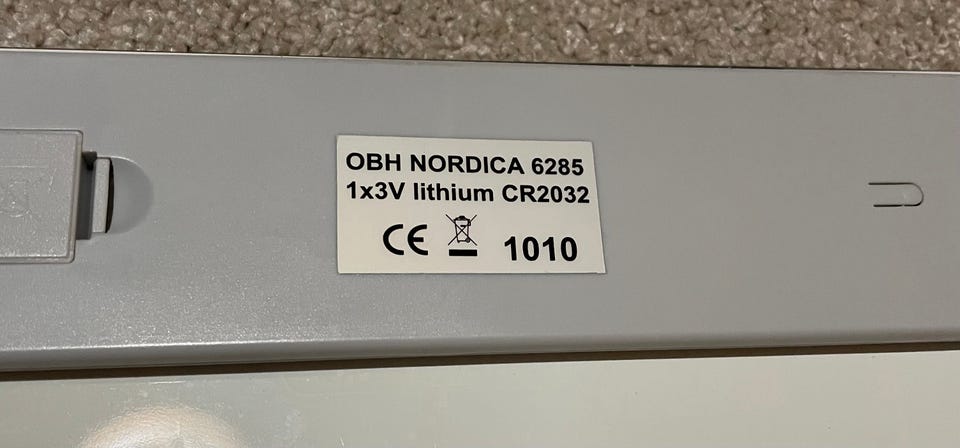 OBH NORDICA 6285
1x3V lithium CR2032
CE 1010